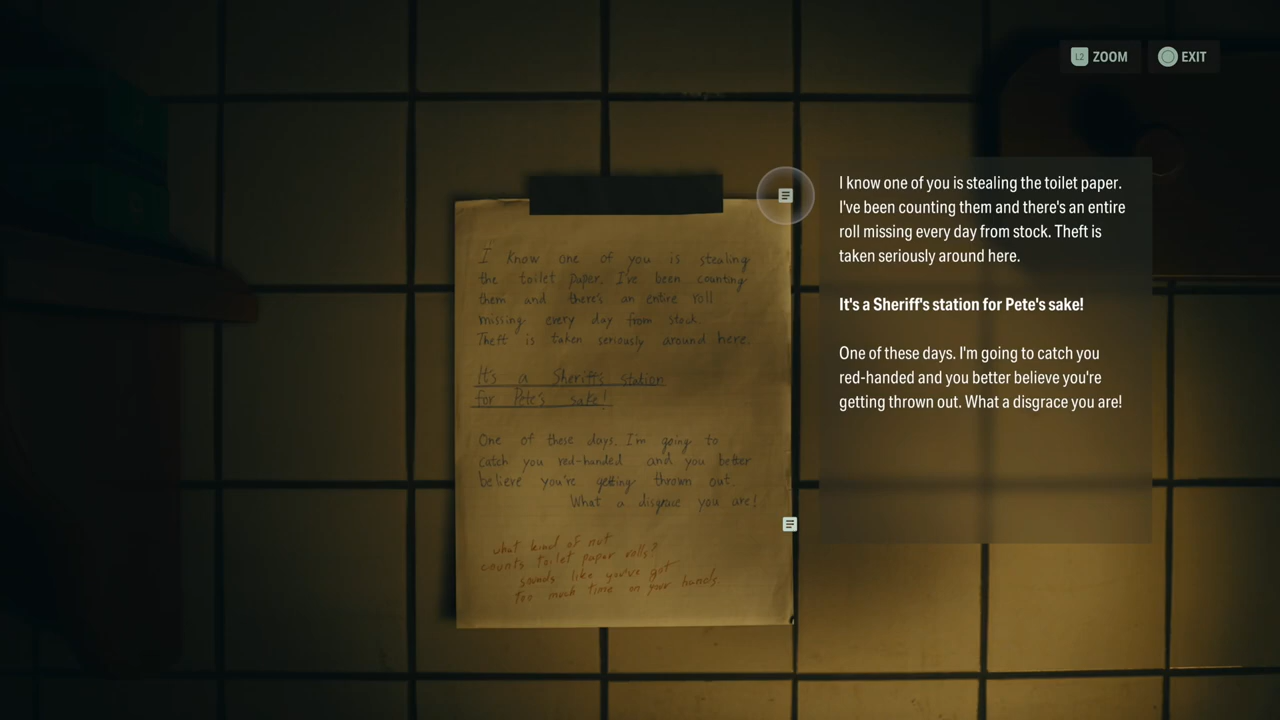 L2 ZOOM
EXIT
I know one of you is stealing
the toilet paper. I've been counting
them and there's an entire roll
missing every day from stock.
Theft is taken seriously around here.
It's a Sheriff's station
for Pete's sake!
One of these days. I'm going to
catch you red-handed and you better
believe you're getting thrown out.
What a disgrace you are!
what kind of nut
counts toilet paper rolls?
sounds like you've got
too much time on your hands
I know one of you is stealing the toilet paper.
I've been counting them and there's an entire
roll missing every day from stock. Theft is
taken seriously around here.
It's a Sheriff's station for Pete's sake!
One of these days. I'm going to catch you
red-handed and you better believe you're
getting thrown out. What a disgrace you are!